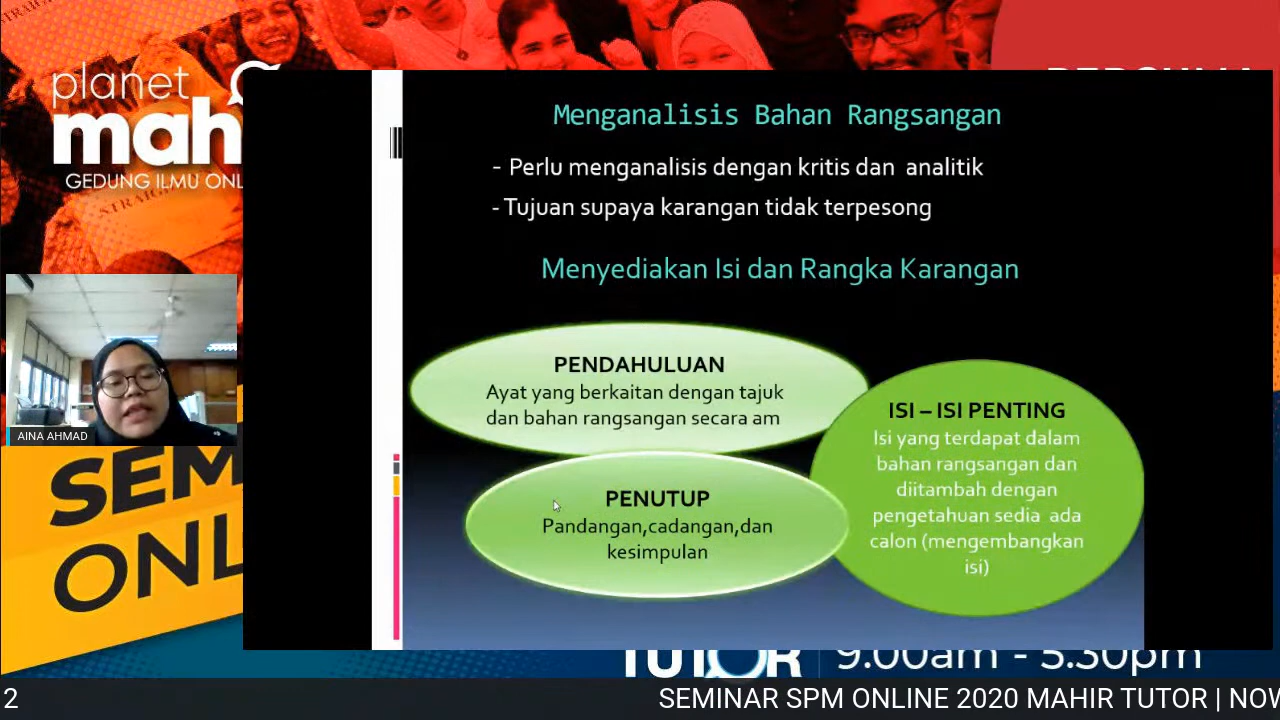 planet
mah
GEDUNG ILMU ONL
Menganalisis Bahan Rangsangan
- Perlu menganalisis dengan kritis dan analitik
- Tujuan supaya karangan tidak terpesong
Menyediakan Isi dan Rangka Karangan
PENDAHULUAN
Ayat yang berkaitan dengan tajuk
dan bahan rangsangan secara am
ISI – ISI PENTING
Isi yang terdapat dalam
bahan rangsangan dan
diitambah dengan
pengetahuan sedia ada
calon (mengembangkan
isi)
PENUTUP
Pandangan,cadangan,dan
kesimpulan
AINA AHMAD
SEM
ONL
TUTOR
9.00am - 5.30pm
2
SEMINAR SPM ONLINE 2020 MAHIR TUTOR | NOW